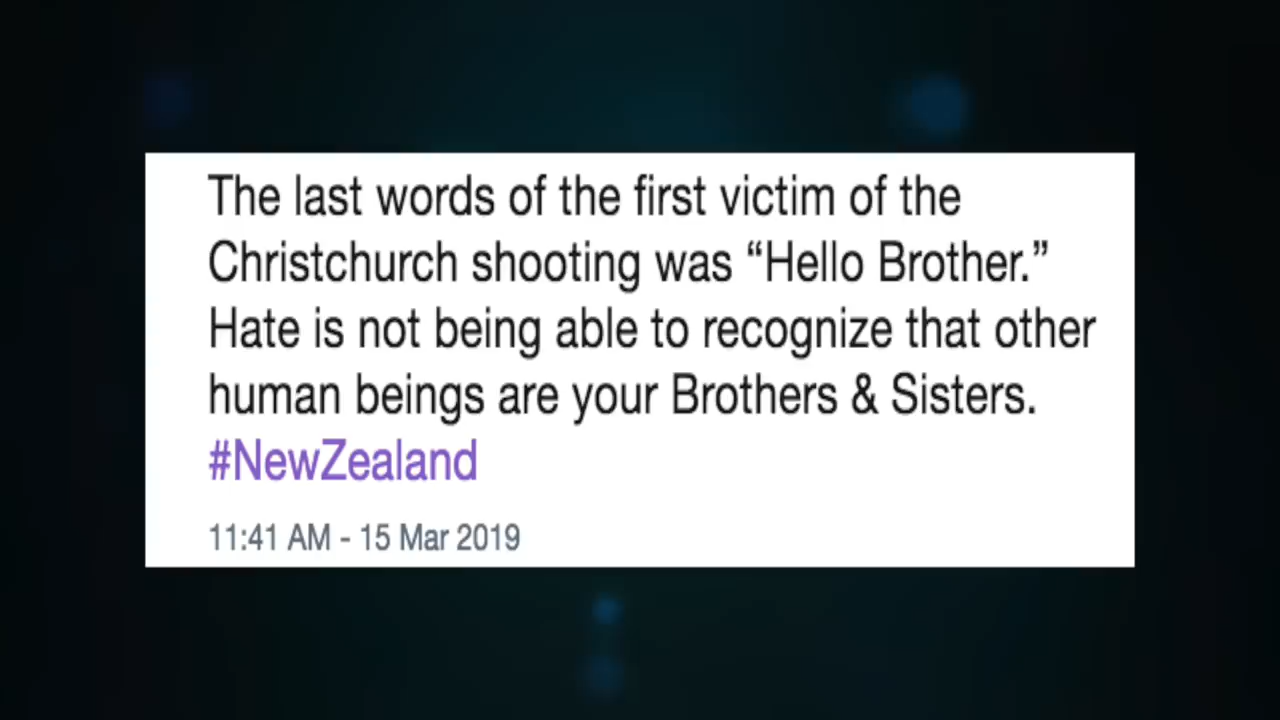 The last words of the first victim of the
Christchurch shooting was “Hello Brother.”
Hate is not being able to recognize that other
human beings are your Brothers & Sisters.
#NewZealand
11:41 AM - 15 Mar 2019